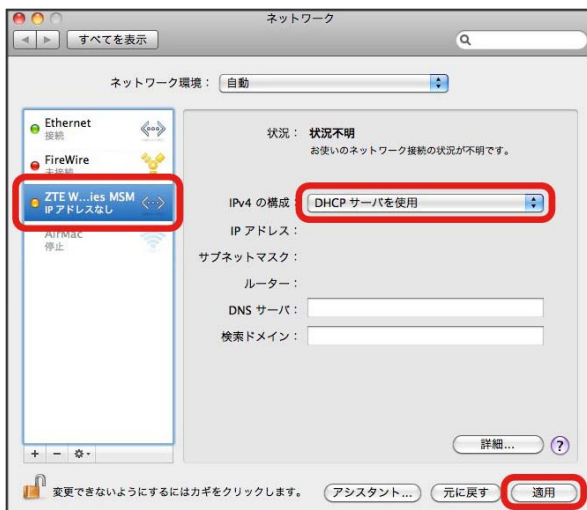 ネットワーク
すべてを表示
ネットワーク環境： 自動
Ethernet
接続
FireWire
未接続
ZTE W...ies MSM
IP アドレスなし
AirMac
停止
状況： 状況不明
お使いのネットワーク接続の状況が不明です。
IPv4 の構成： DHCP サーバを使用
IP アドレス：
サブネットマスク：
ルーター：
DNS サーバ：
検索ドメイン：
詳細... ?
+ −
変更できないようにするにはカギをクリックします。 アシスタント... 元に戻す 適用